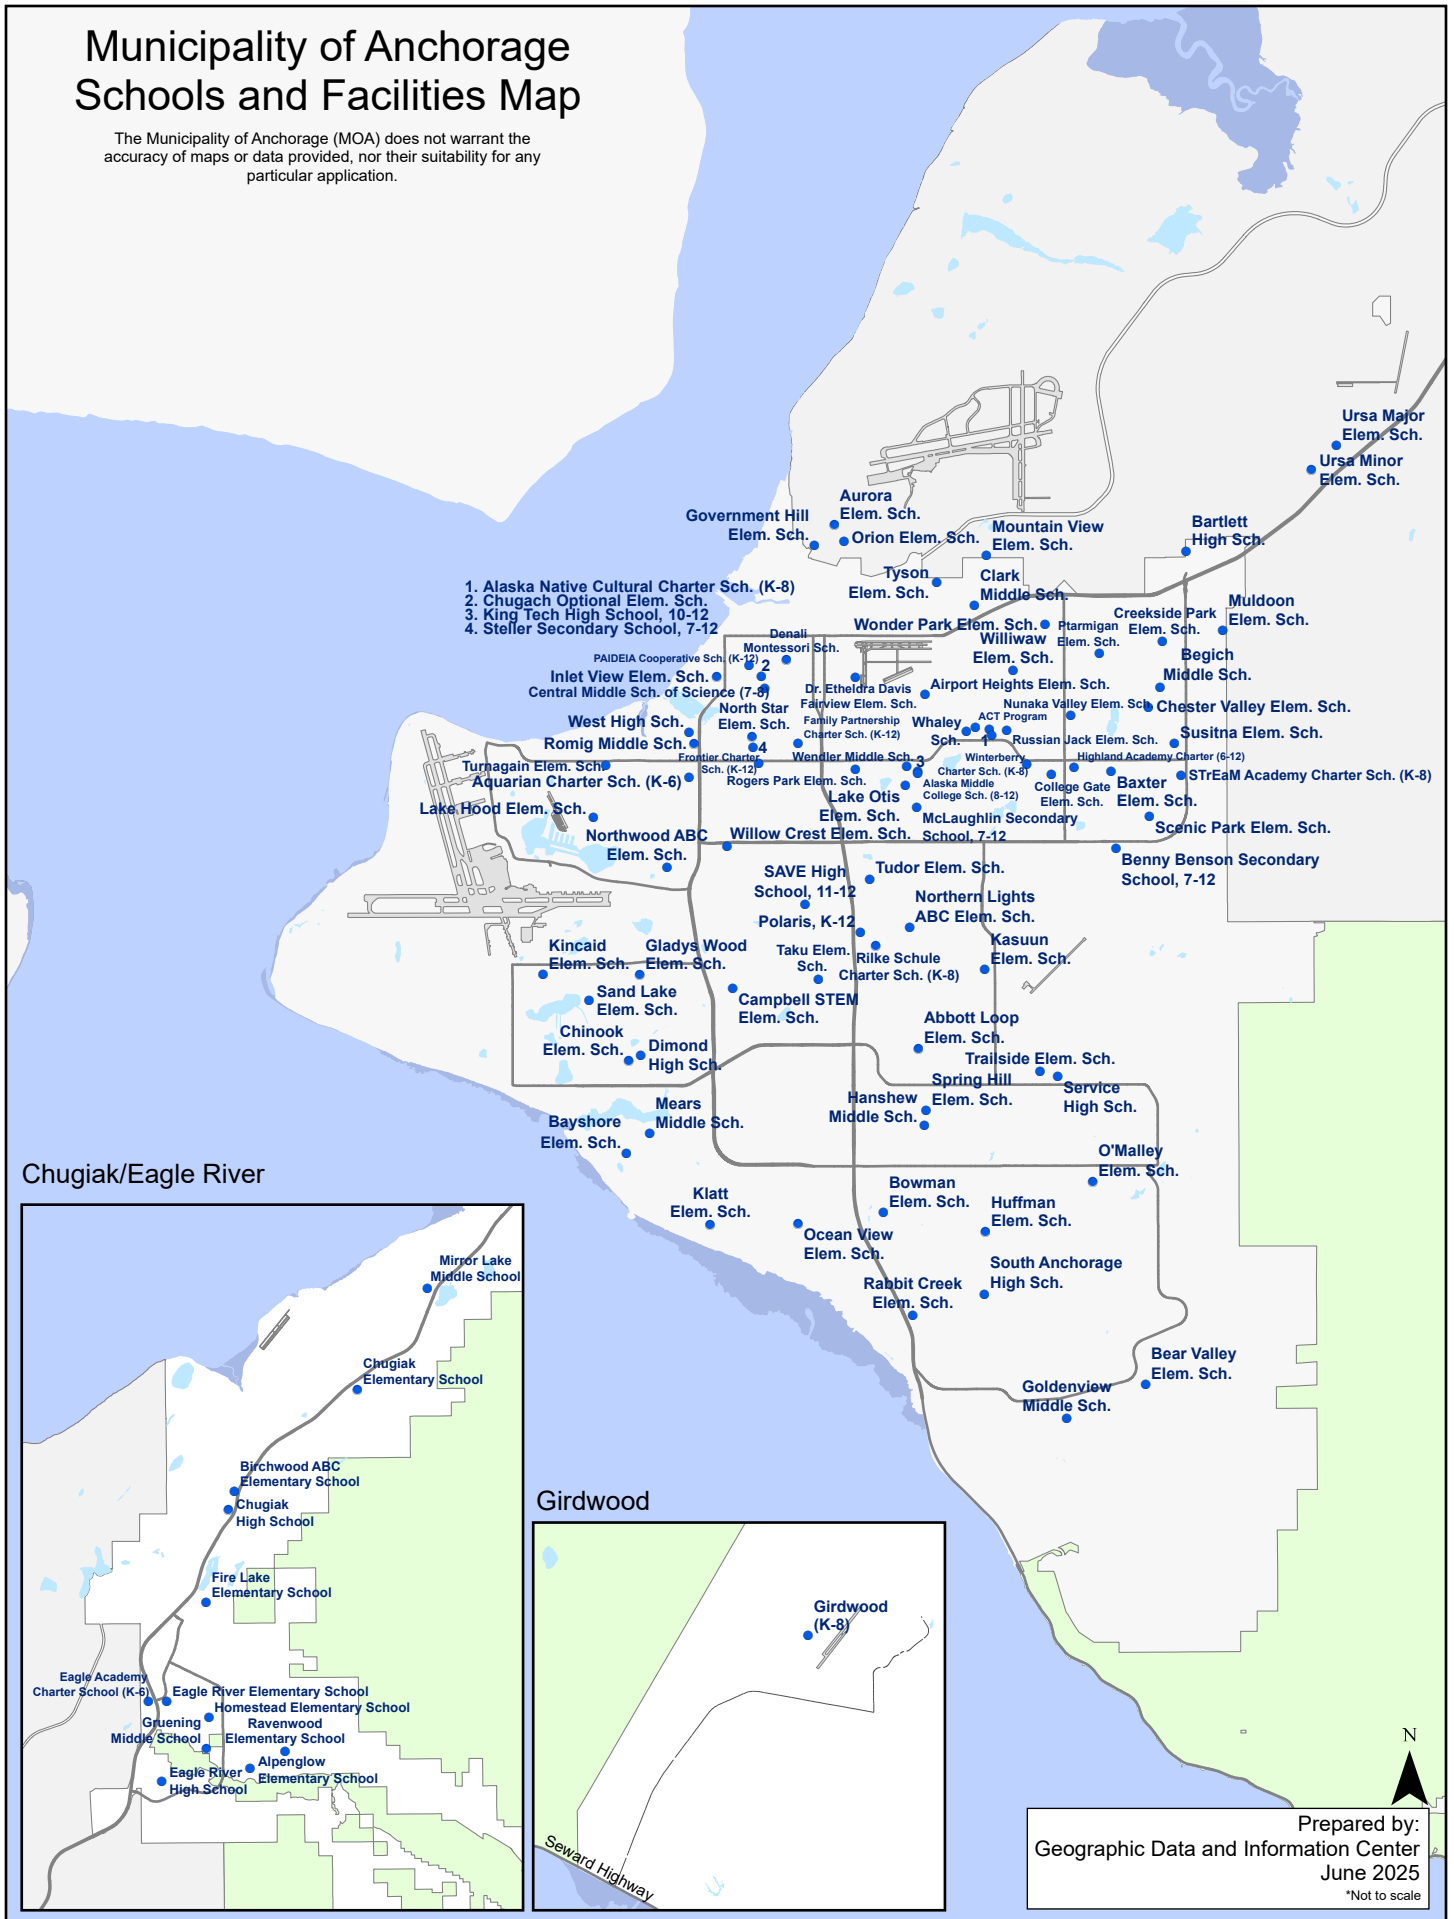 Municipality of Anchorage
Schools and Facilities Map
The Municipality of Anchorage (MOA) does not warrant the
accuracy of maps or data provided, nor their suitability for any
particular application.
Ursa Major
Elem. Sch.
Ursa Minor
Elem. Sch.
Aurora
Elem. Sch.
Government Hill
Elem. Sch.
Orion Elem. Sch.
Mountain View
Elem. Sch.
Bartlett
High Sch.
Tyson
Elem. Sch.
Clark
Middle Sch.
1. Alaska Native Cultural Charter Sch. (K-8)
2. Chugach Optional Elem. Sch.
3. King Tech High School, 10-12
4. Steller Secondary School, 7-12
Muldoon
Elem. Sch.
Creekside Park
Elem. Sch.
Wonder Park Elem. Sch.
Ptarmigan
Elem. Sch.
Denali
Montessori Sch.
Williwaw
Elem. Sch.
Begich
Middle Sch.
PAIDEIA Cooperative Sch. (K-12)
2
Inlet View Elem. Sch.
Central Middle Sch. of Science (7-8)
Dr. Etheldra Davis
Fairview Elem. Sch.
Airport Heights Elem. Sch.
Nunaka Valley Elem. Sch.
Chester Valley Elem. Sch.
North Star
Elem. Sch.
Family Partnership
Charter Sch. (K-12)
Whaley
Sch.
ACT Program
1
Russian Jack Elem. Sch.
Susitna Elem. Sch.
West High Sch.
Romig Middle Sch.
4
Turnagain Elem. Sch.
Frontier Charter
Sch. (K-12)
Wendler Middle Sch.
3
Winterberry
Charter Sch. (K-8)
Highland Academy Charter (6-12)
Aquarian Charter Sch. (K-6)
Rogers Park Elem. Sch.
Alaska Middle
College Sch. (8-12)
College Gate
Elem. Sch.
Baxter
Elem. Sch.
STrEaM Academy Charter Sch. (K-8)
Lake Otis
Elem. Sch.
Lake Hood Elem. Sch.
McLaughlin Secondary
School, 7-12
Scenic Park Elem. Sch.
Northwood ABC
Elem. Sch.
Willow Crest Elem. Sch.
Benny Benson Secondary
School, 7-12
SAVE High
School, 11-12
Tudor Elem. Sch.
Northern Lights
ABC Elem. Sch.
Polaris, K-12
Kasuun
Elem. Sch.
Kincaid
Elem. Sch.
Gladys Wood
Elem. Sch.
Taku Elem.
Sch.
Rilke Schule
Charter Sch. (K-8)
Sand Lake
Elem. Sch.
Campbell STEM
Elem. Sch.
Chinook
Elem. Sch.
Dimond
High Sch.
Abbott Loop
Elem. Sch.
Trailside Elem. Sch.
Spring Hill
Elem. Sch.
Service
High Sch.
Hanshew
Middle Sch.
Mears
Middle Sch.
Bayshore
Elem. Sch.
O'Malley
Elem. Sch.
Klatt
Elem. Sch.
Bowman
Elem. Sch.
Huffman
Elem. Sch.
Ocean View
Elem. Sch.
South Anchorage
High Sch.
Rabbit Creek
Elem. Sch.
Bear Valley
Elem. Sch.
Goldenview
Middle Sch.
Chugiak/Eagle River
Mirror Lake
Middle School
Chugiak
Elementary School
Birchwood ABC
Elementary School
Chugiak
High School
Fire Lake
Elementary School
Eagle Academy
Charter School (K-6)
Eagle River Elementary School
Homestead Elementary School
Gruening
Middle School
Ravenwood
Elementary School
Alpenglow
Elementary School
Eagle River
High School
Girdwood
Girdwood
(K-8)
Seward Highway
N
Prepared by:
Geographic Data and Information Center
June 2025
*Not to scale